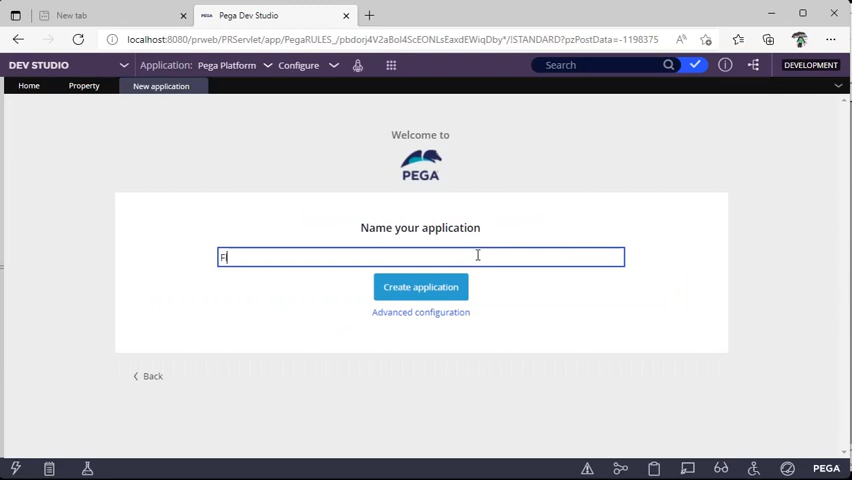 New tab
Pega Dev Studio
localhost:8080/prweb/PRServlet/app/PegaRULES_/pbdorj4V2aBoI4ScEONLsEaxdEWiqDby*/!STANDARD?pzPostData=-1198375
DEV STUDIO
Application: Pega Platform
Configure
Search
DEVELOPMENT
Home
Property
New application
Welcome to
PEGA
Name your application
Fl
Create application
Advanced configuration
Back
PEGA